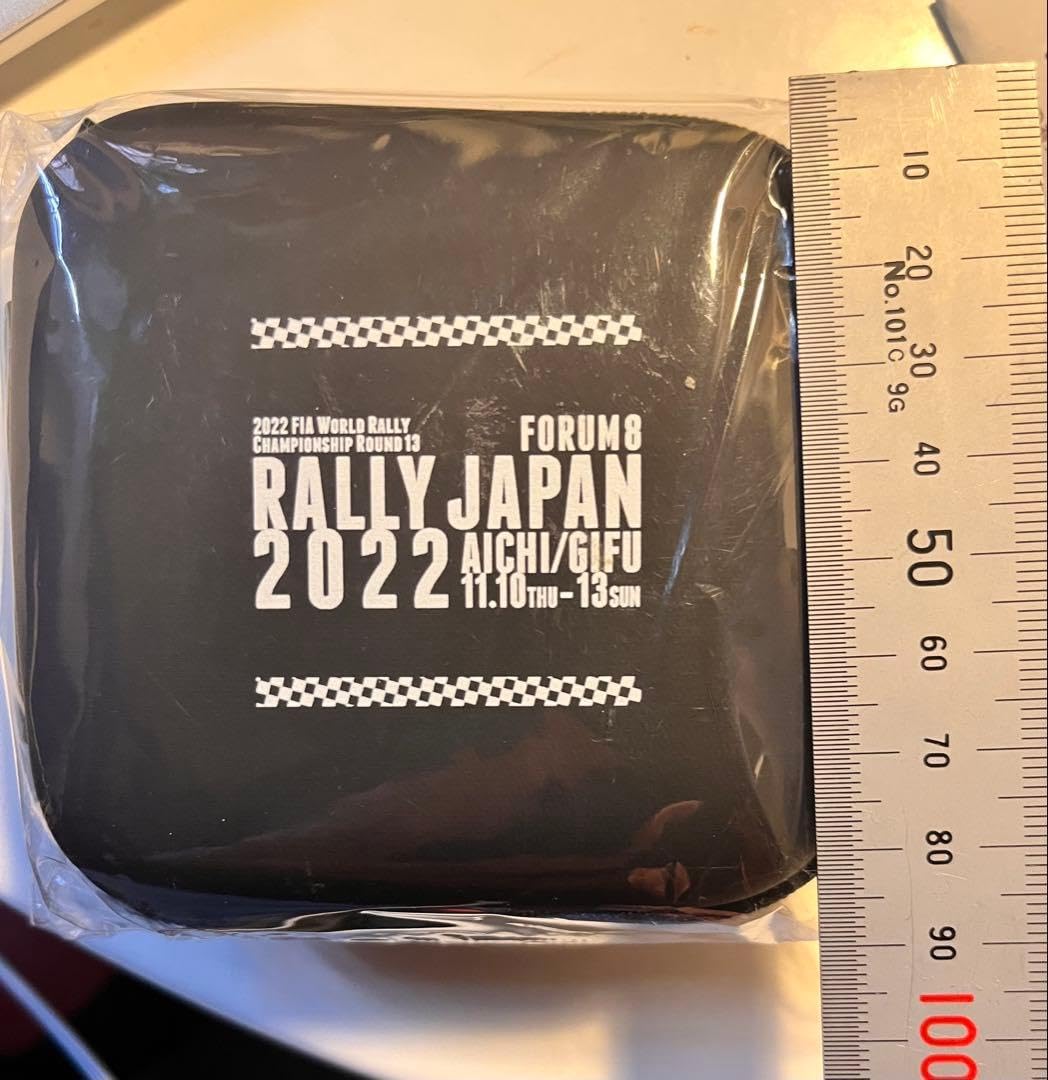 2022 FIA WORLD RALLY
CHAMPIONSHIP ROUND 13
FORUM8
RALLY JAPAN
2022
AICHI/GIFU
11.10THU-13SUN
10
20
30
40
50
60
70
80
90
100
No.101C 9G